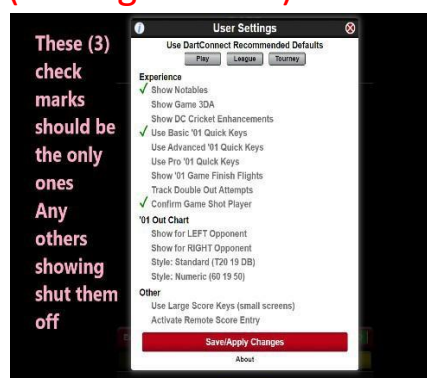 These (3)
check
marks
should be
the only
ones
Any
others
showing
shut them
off
User Settings
Use DartConnect Recommended Defaults
Play League Tourney
Experience
Show Notables
Show Game 3DA
Show DC Cricket Enhancements
Use Basic '01 Quick Keys
Use Advanced '01 Quick Keys
Use Pro '01 Quick Keys
Show '01 Game Finish Flights
Track Double Out Attempts
Confirm Game Shot Player
'01 Out Chart
Show for LEFT Opponent
Show for RIGHT Opponent
Style: Standard (T20 19 DB)
Style: Numeric (60 19 50)
Other
Use Large Score Keys (small screens)
Activate Remote Score Entry
Save/Apply Changes
About